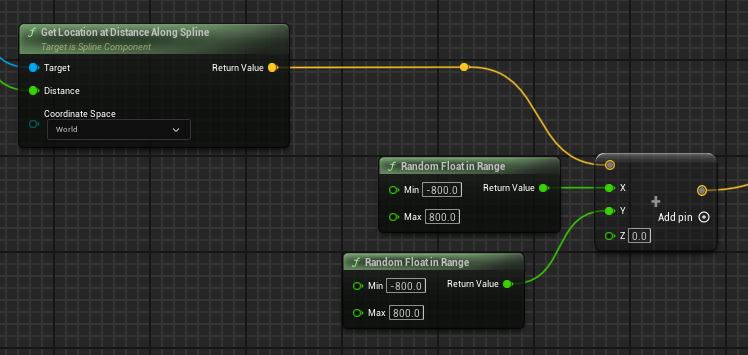 Get Location at Distance Along Spline
Target is Spline Component
Target
Return Value
Distance
Coordinate Space
World
Random Float in Range
Min -800.0
Return Value
Max 800.0
X
Y
Add pin
Z 0.0
Random Float in Range
Min -800.0
Return Value
Max 800.0